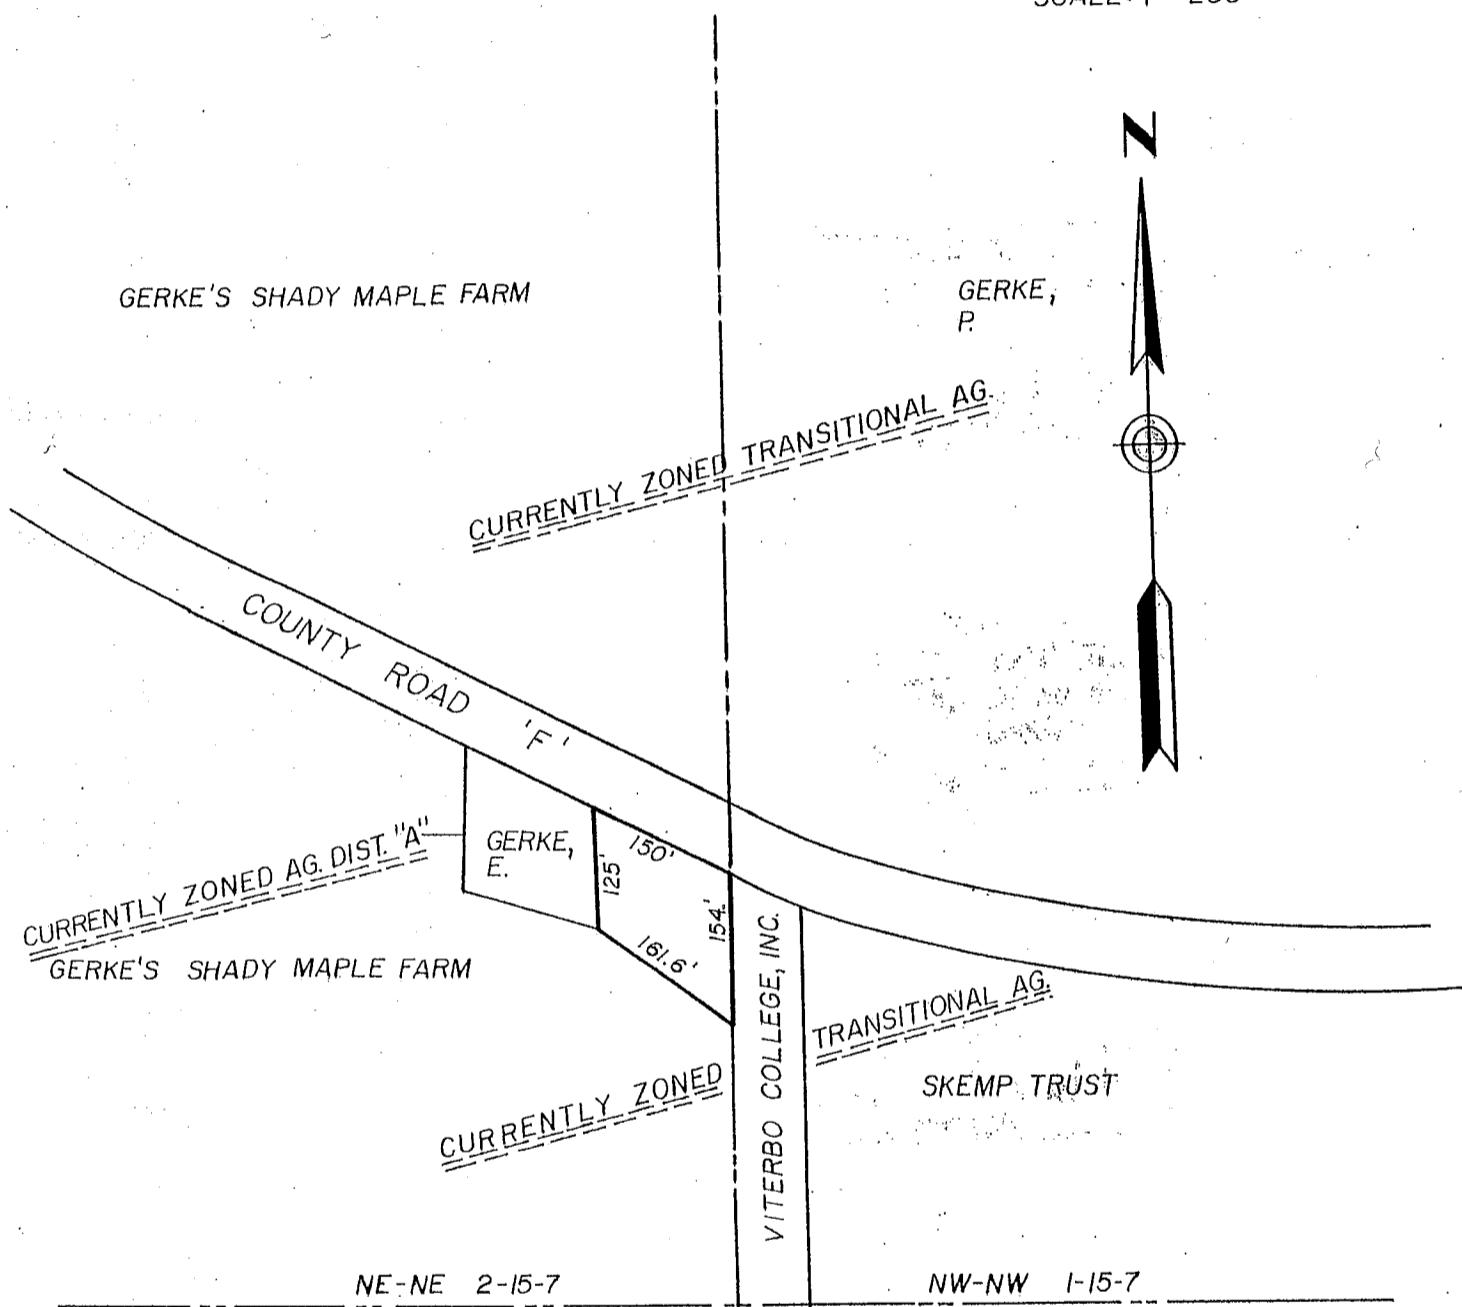 N
GERKE'S SHADY MAPLE FARM
GERKE,
P.
CURRENTLY ZONED TRANSITIONAL AG.
COUNTY ROAD 'F'
CURRENTLY ZONED AG. DIST. "A"
GERKE,
E.
150'
125'
154.'
161.6'
GERKE'S SHADY MAPLE FARM
VITERBO COLLEGE, INC.
CURRENTLY ZONED TRANSITIONAL AG.
SKEMP TRUST
NE-NE 2-15-7
NW-NW 1-15-7